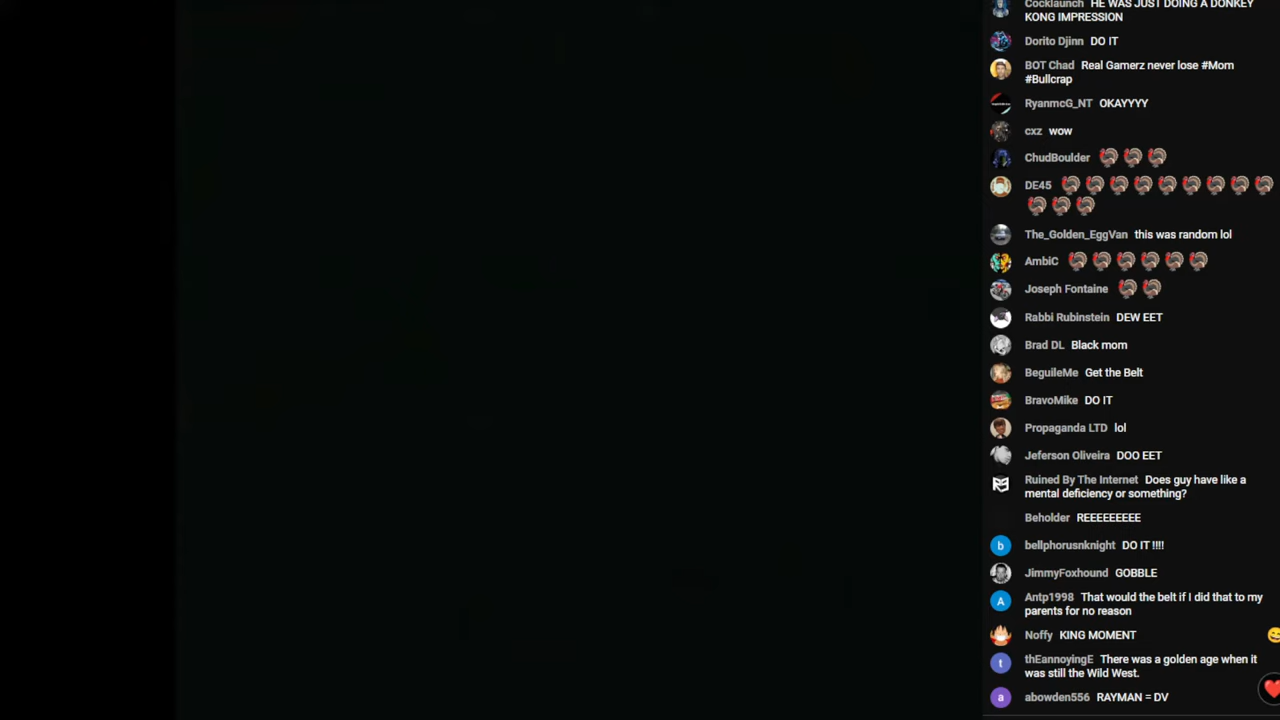 Cocklaunch HE WAS JUST DOING A DONKEY
KONG IMPRESSION
Dorito Djinn DO IT
BOT Chad Real Gamerz never lose #Mom
#Bullcrap
RyanmcG_NT OKAYYYY
cxz wow
ChudBoulder
DE45
The_Golden_EggVan this was random lol
AmbiC
Joseph Fontaine
Rabbi Rubinstein DEW EET
Brad DL Black mom
BeguileMe Get the Belt
BravoMike DO IT
Propaganda LTD lol
Jeferson Oliveira DOO EET
Ruined By The Internet Does guy have like a
mental deficiency or something?
Beholder REEEEEEEEE
b bellphorusnknight DO IT !!!!
JimmyFoxhound GOBBLE
A Antp1998 That would the belt if I did that to my
parents for no reason
Noffy KING MOMENT
t thEannoyingE There was a golden age when it
was still the Wild West.
a abowden556 RAYMAN = DV